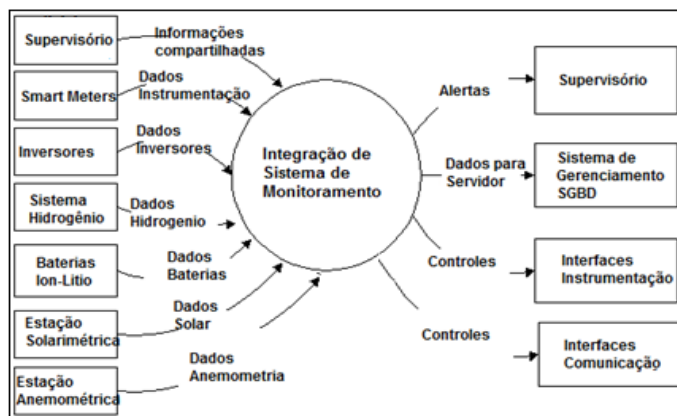 Supervisório
Informações
compartilhadas
Smart Meters
Dados
Instrumentação
Inversores
Dados
Inversores
Sistema
Hidrogênio
Dados
Hidrogenio
Baterias
Ion-Litio
Dados
Baterias
Estação
Solarimétrica
Dados
Solar
Estação
Anemométrica
Dados
Anemometria
Integração de
Sistema de
Monitoramento
Alertas
Supervisório
Dados para
Servidor
Sistema de
Gerenciamento
SGBD
Controles
Interfaces
Instrumentação
Controles
Interfaces
Comunicação